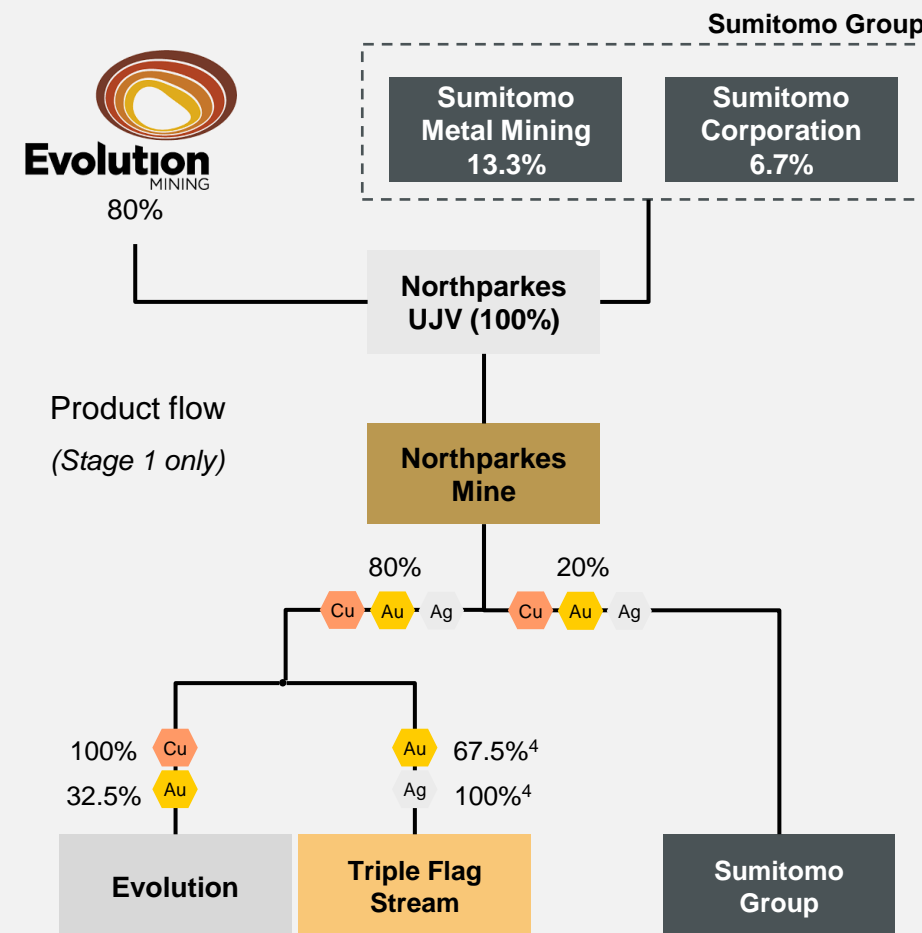 Sumitomo Group
Evolution
MINING
80%
Sumitomo
Metal Mining
13.3%
Sumitomo
Corporation
6.7%
Northparkes
UJV (100%)
Product flow
(Stage 1 only)
Northparkes
Mine
80%
20%
Cu Au Ag
Cu Au Ag
100% Cu
32.5% Au
Au 67.5%⁴
Ag 100%⁴
Evolution
Triple Flag
Stream
Sumitomo
Group